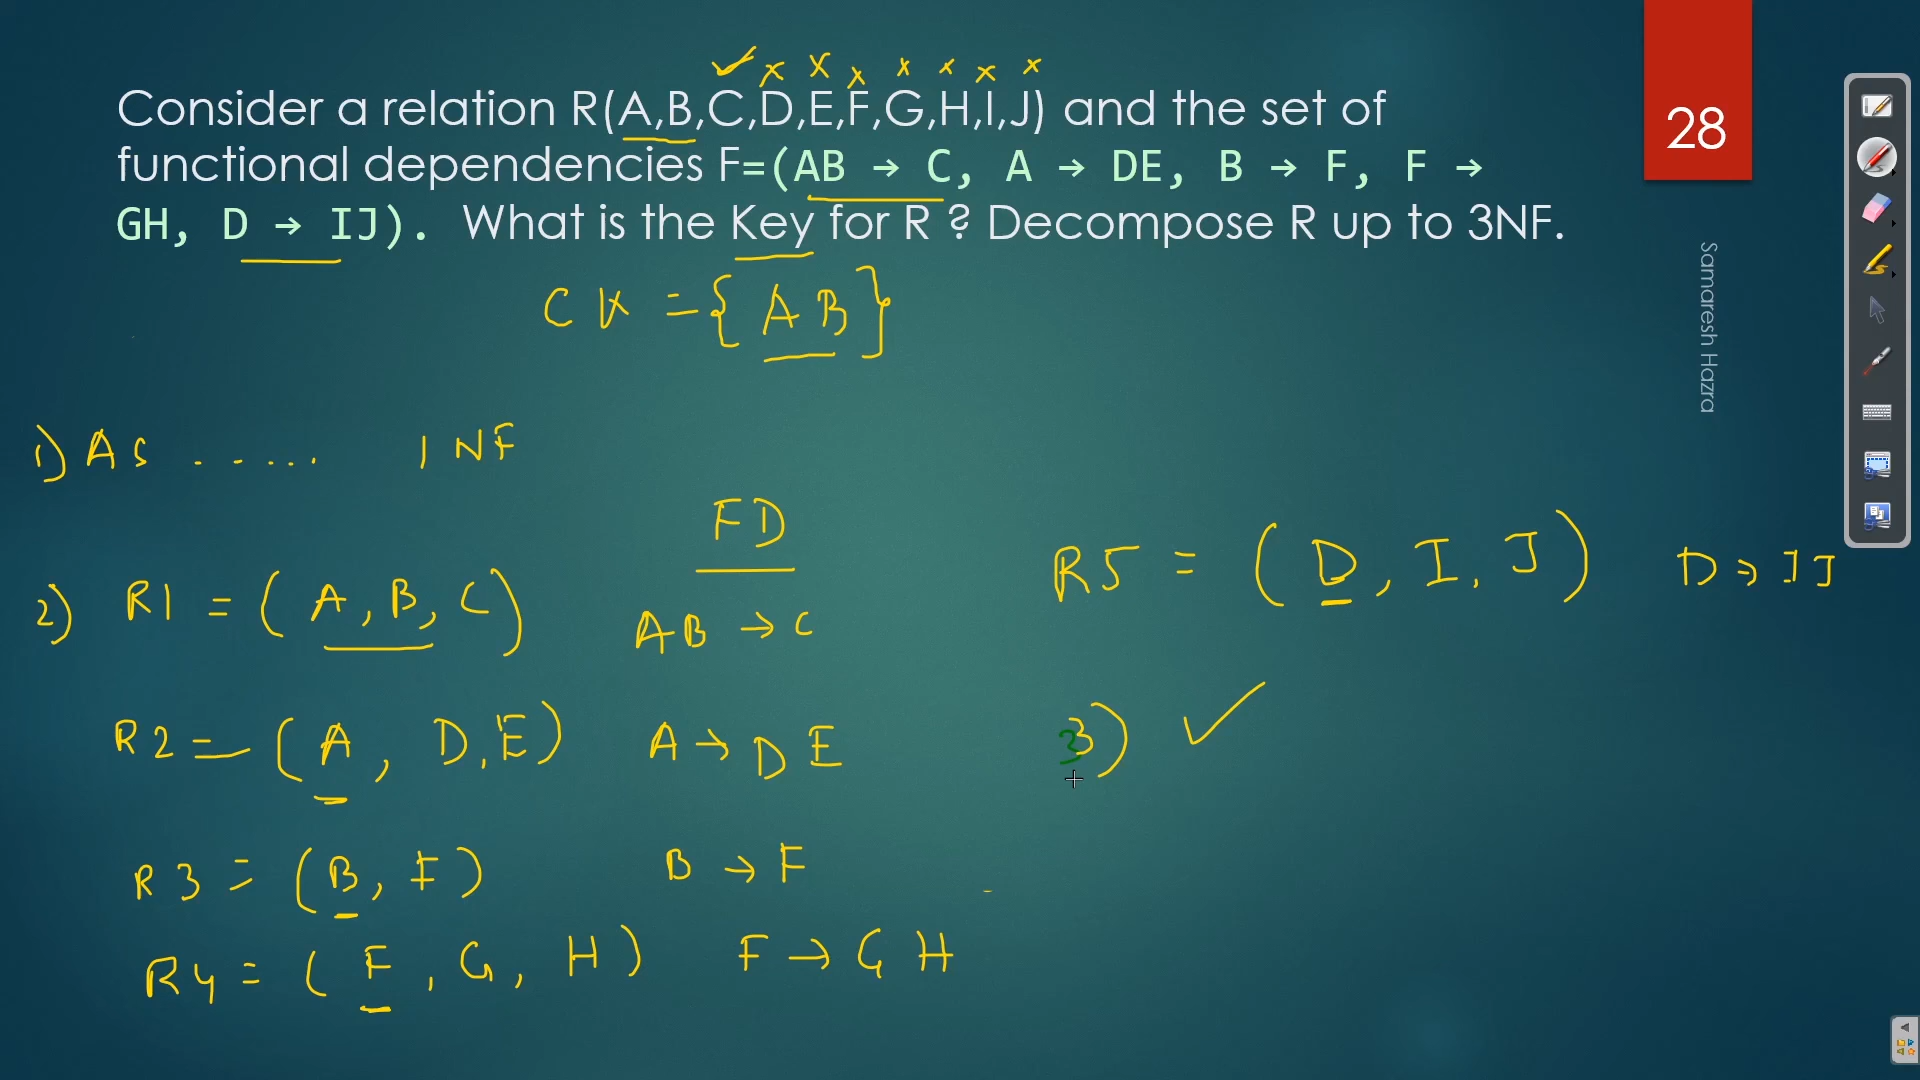 Consider a relation R(A,B,C,D,E,F,G,H,I,J) and the set of
functional dependencies F=(AB → C, A → DE, B → F, F →
GH, D → IJ). What is the Key for R ? Decompose R up to 3NF.
28
Samaresh Hazra
CK = {AB}
1) AS ..... 1NF
FD
2) R1 = (A, B, C) AB → C
R2 = (A, D, E) A → DE
R3 = (B, F) B → F
R4 = (F, G, H) F → GH
R5 = (D, I, J) D → IJ
3) ✓